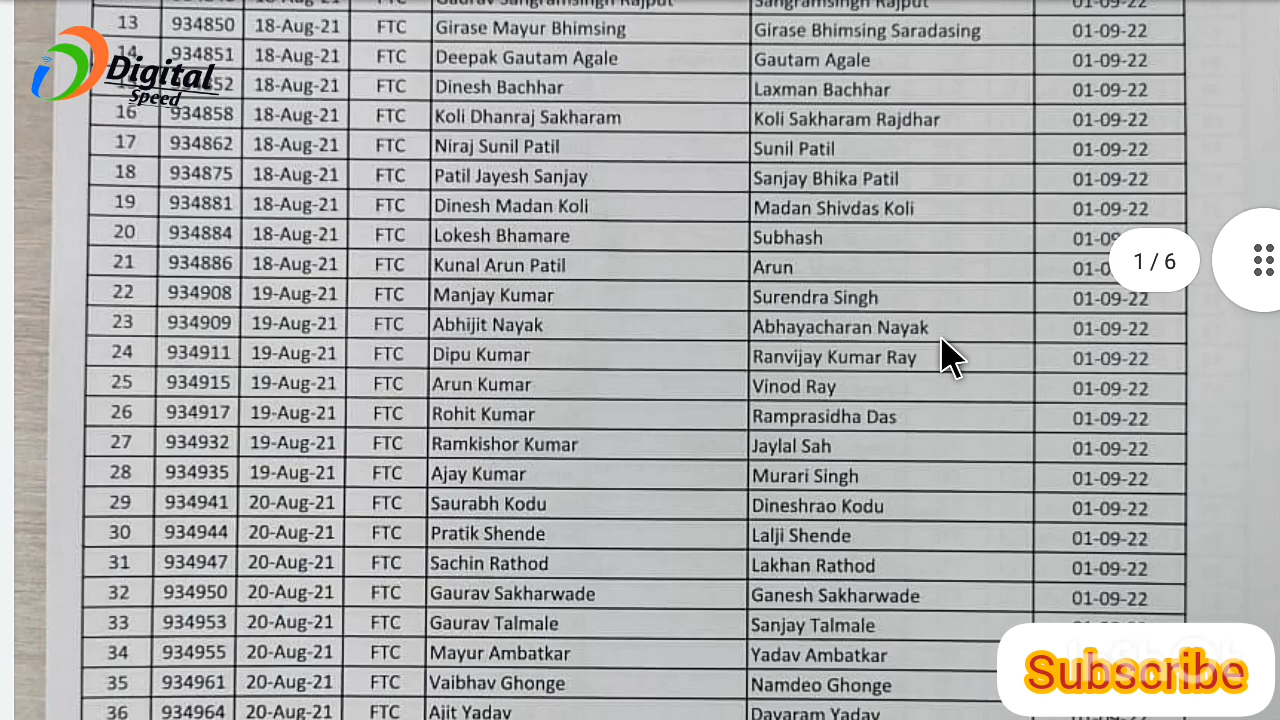 Gaurav Sangramsingh Rajput Sangramsingh Rajput 01-09-22
13 934850 18-Aug-21 FTC Girase Mayur Bhimsing Girase Bhimsing Saradasing 01-09-22
14 934851 18-Aug-21 FTC Deepak Gautam Agale Gautam Agale 01-09-22
Digital
Speed
18-Aug-21 FTC Dinesh Bachhar Laxman Bachhar 01-09-22
16 934858 18-Aug-21 FTC Koli Dhanraj Sakharam Koli Sakharam Rajdhar 01-09-22
17 934862 18-Aug-21 FTC Niraj Sunil Patil Sunil Patil 01-09-22
18 934875 18-Aug-21 FTC Patil Jayesh Sanjay Sanjay Bhika Patil 01-09-22
19 934881 18-Aug-21 FTC Dinesh Madan Koli Madan Shivdas Koli 01-09-22
20 934884 18-Aug-21 FTC Lokesh Bhamare Subhash
21 934886 18-Aug-21 FTC Kunal Arun Patil Arun
1 / 6
22 934908 19-Aug-21 FTC Manjay Kumar Surendra Singh 01-09-22
23 934909 19-Aug-21 FTC Abhijit Nayak Abhayacharan Nayak 01-09-22
24 934911 19-Aug-21 FTC Dipu Kumar Ranvijay Kumar Ray 01-09-22
25 934915 19-Aug-21 FTC Arun Kumar Vinod Ray 01-09-22
26 934917 19-Aug-21 FTC Rohit Kumar Ramprasidha Das 01-09-22
27 934932 19-Aug-21 FTC Ramkishor Kumar Jaylal Sah 01-09-22
28 934935 19-Aug-21 FTC Ajay Kumar Murari Singh 01-09-22
29 934941 20-Aug-21 FTC Saurabh Kodu Dineshrao Kodu 01-09-22
30 934944 20-Aug-21 FTC Pratik Shende Lalji Shende 01-09-22
31 934947 20-Aug-21 FTC Sachin Rathod Lakhan Rathod 01-09-22
32 934950 20-Aug-21 FTC Gaurav Sakharwade Ganesh Sakharwade 01-09-22
33 934953 20-Aug-21 FTC Gaurav Talmale Sanjay Talmale
34 934955 20-Aug-21 FTC Mayur Ambatkar Yadav Ambatkar
35 934961 20-Aug-21 FTC Vaibhav Ghonge Namdeo Ghonge
Subscribe
36 934964 20-Aug-21 FTC Ajit Yadav Dayaram Yadav